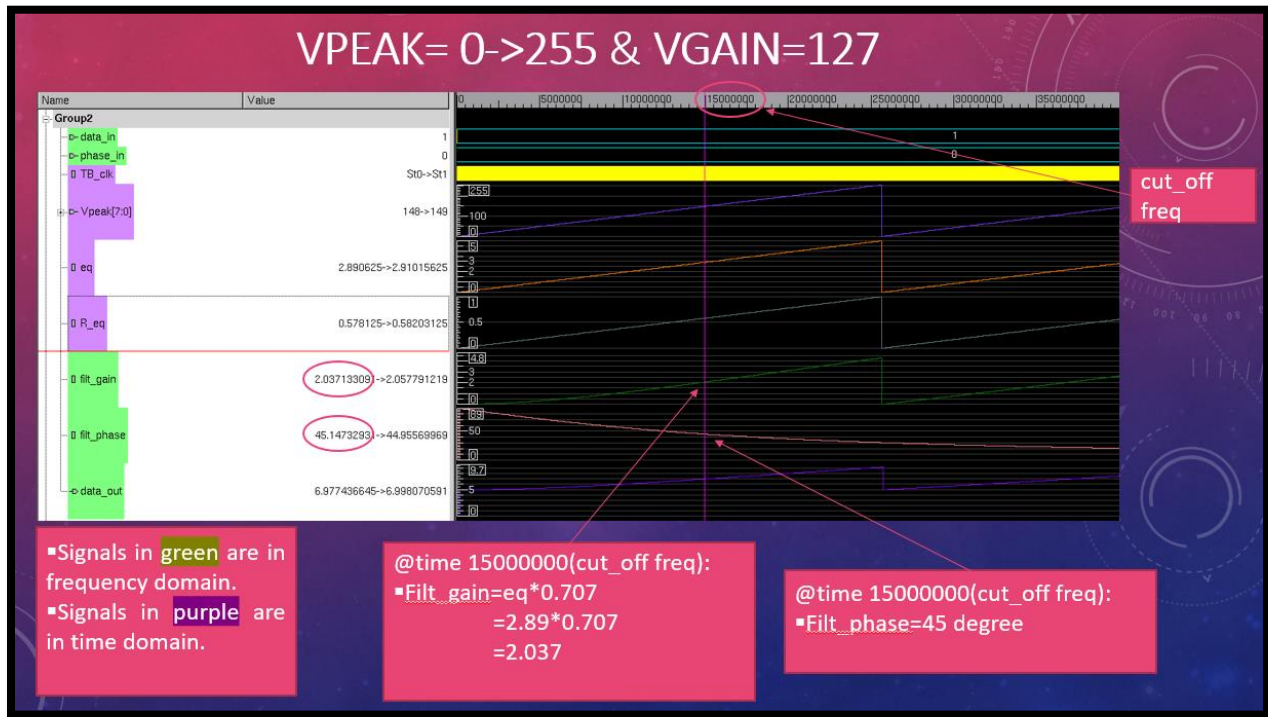 VPEAK= 0->255 & VGAIN=127
Name Value 0 5000000 10000000 15000000 20000000 25000000 30000000 35000000
Group2
data_in 1 1
phase_in 0 0
TB_clk St0->St1
Vpeak[7:0] 148->149 255 100 0
eq 2.890625->2.91015625 5 3 2 0
R_eq 0.578125->0.58203125 1 0.5 0
filt_gain 2.03713309->2.057791219 4.8 3 2 0
filt_phase 45.1473293->44.95569969 89 50 0
data_out 6.977436645->6.998070591 9.7 5 0
cut_off
freq
▪Signals in green are in
frequency domain.
▪Signals in purple are
in time domain.
@time 15000000(cut_off freq):
▪Filt_gain=eq*0.707
=2.89*0.707
=2.037
@time 15000000(cut_off freq):
▪Filt_phase=45 degree